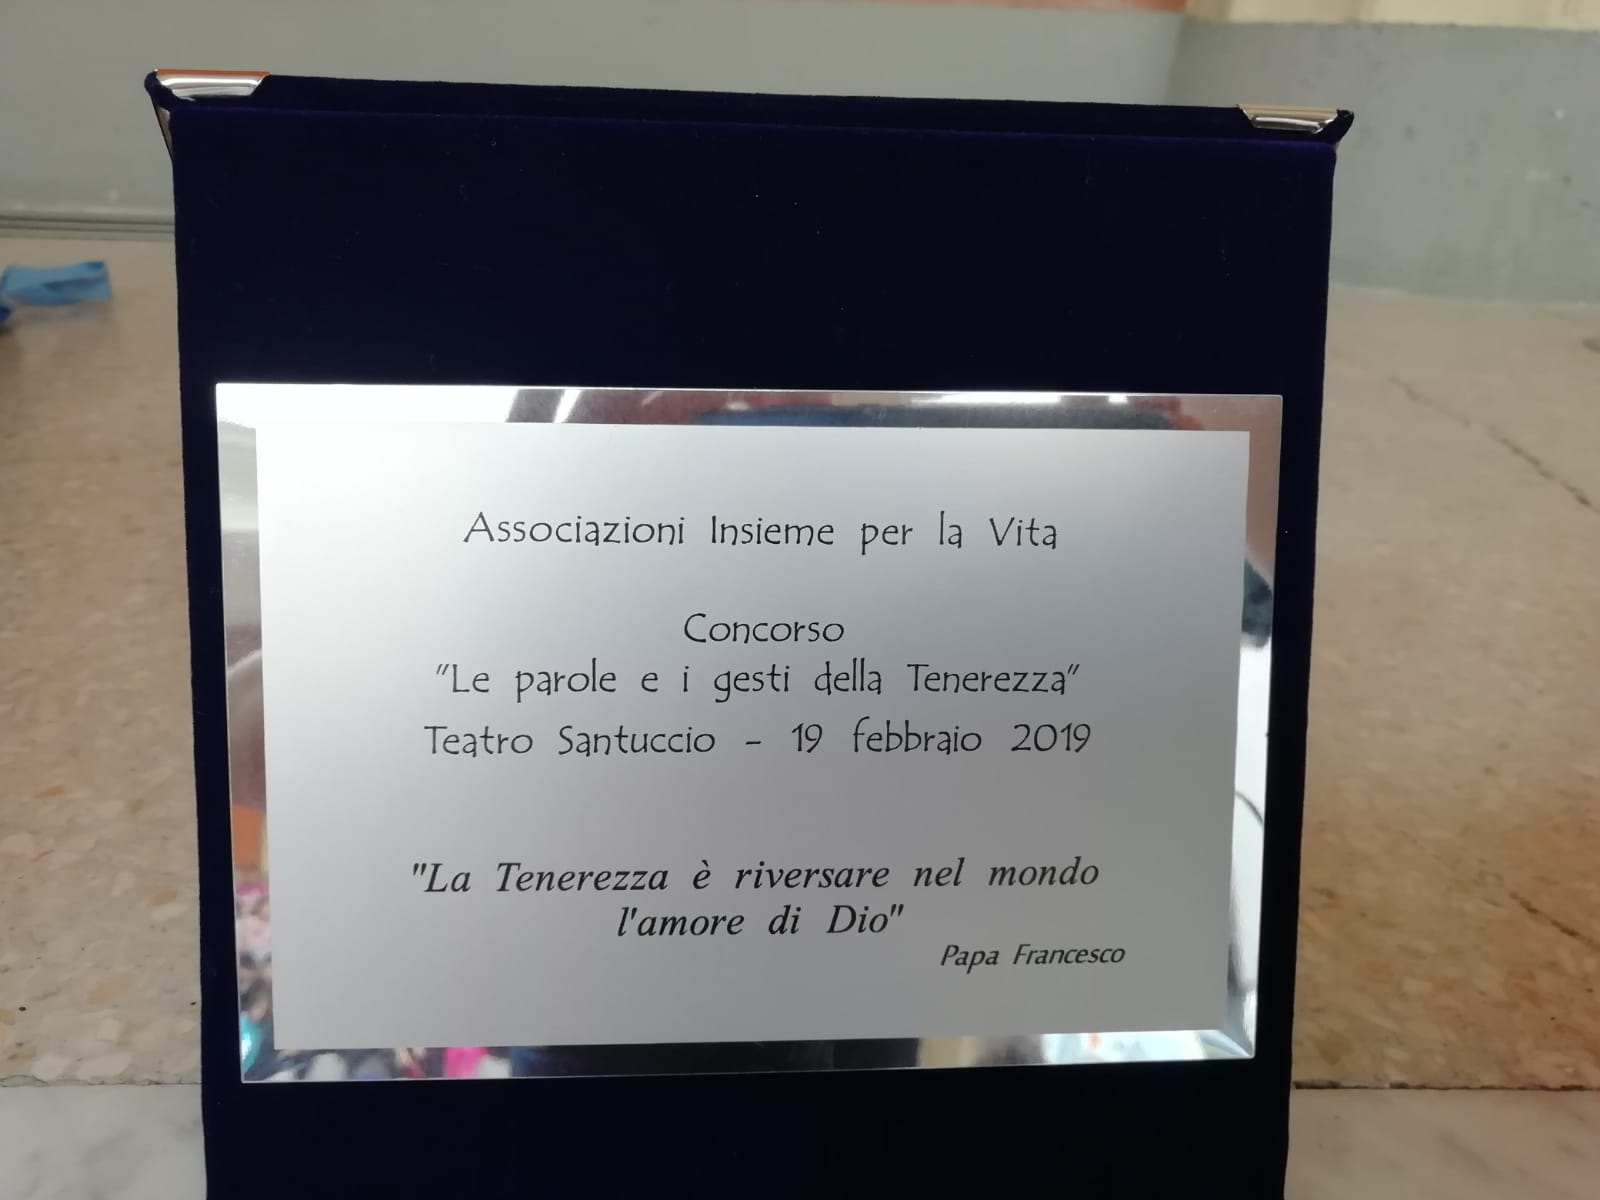 Associazioni Insieme per la Vita
Concorso
"Le parole e i gesti della Tenerezza"
Teatro Santuccio - 19 febbraio 2019
"La Tenerezza è riversare nel mondo
l'amore di Dio"
Papa Francesco